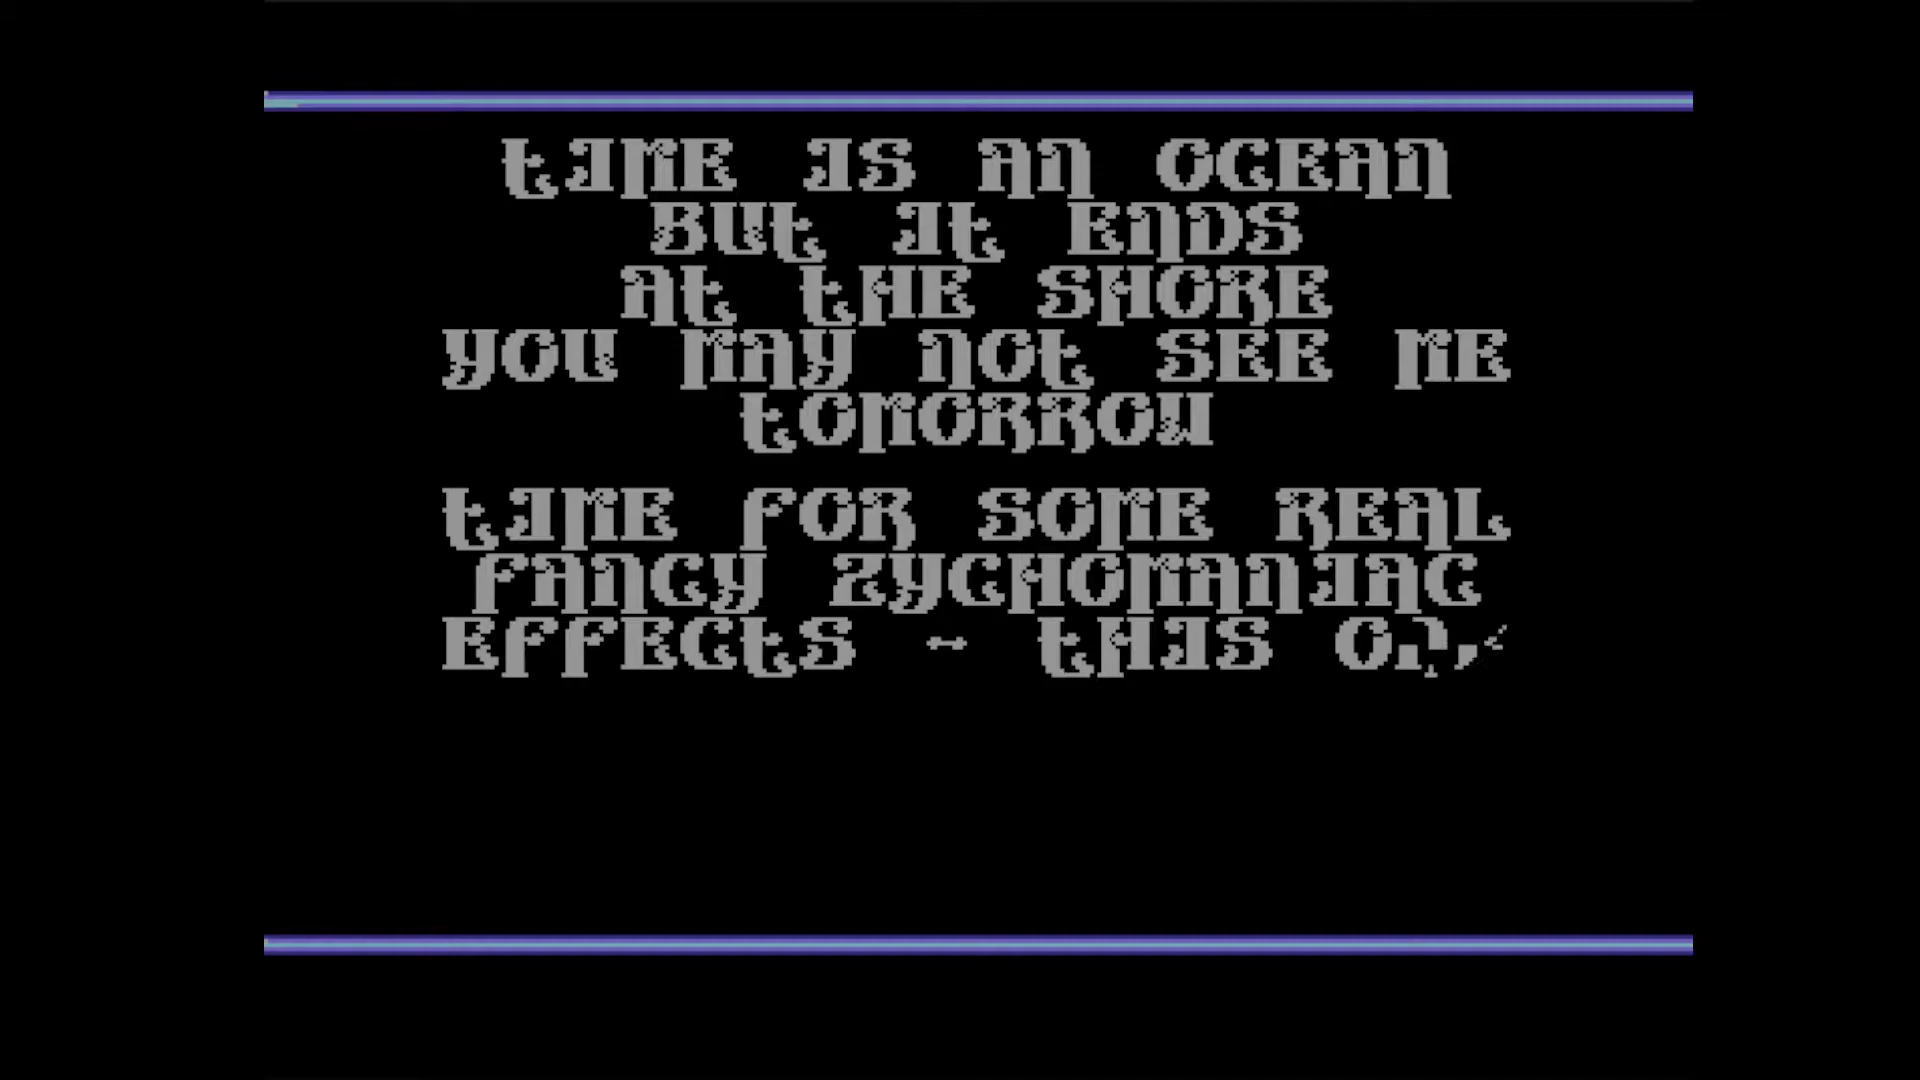 TIME IS AN OCEAN
BUT IT ENDS
AT THE SHORE
YOU MAY NOT SEE ME
TOMORROW
TIME FOR SOME REAL
FANCY ZYCHOMANIAC
EFFECTS - THIS